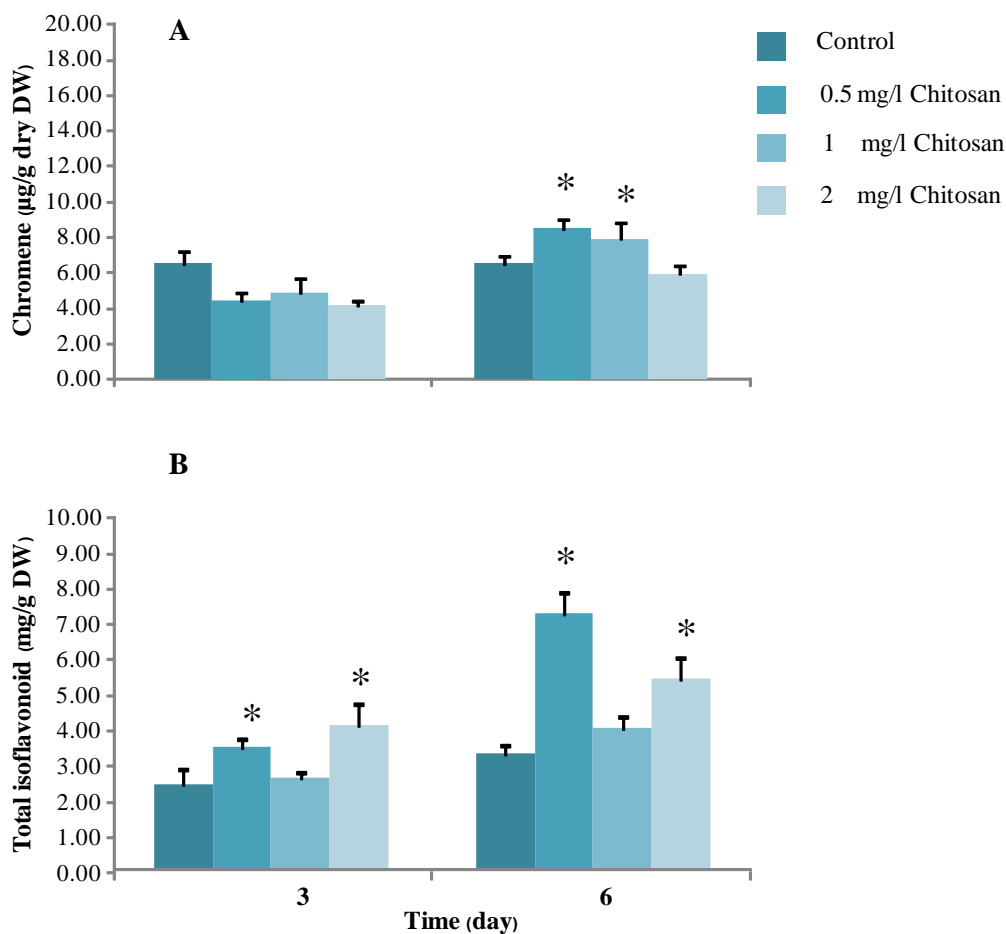 A
20.00
18.00
16.00
14.00
12.00
10.00
8.00
6.00
4.00
2.00
0.00
Chromene (µg/g dry DW)
* *
Control
0.5 mg/l Chitosan
1 mg/l Chitosan
2 mg/l Chitosan
B
10.00
9.00
8.00
7.00
6.00
5.00
4.00
3.00
2.00
1.00
0.00
Total isoflavonoid (mg/g DW)
* *
* *
3 6
Time (day)